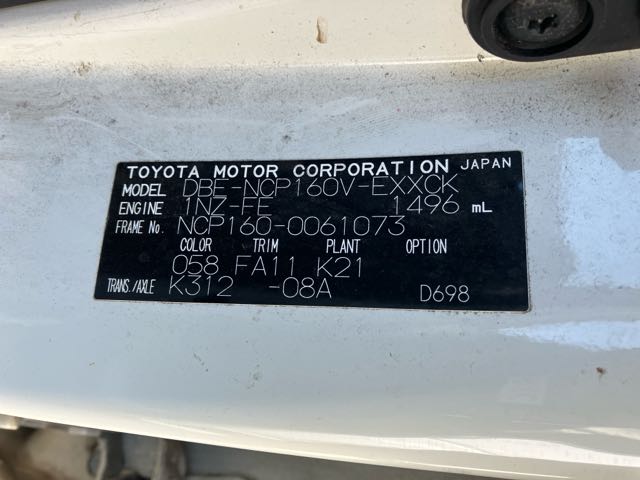 TOYOTA MOTOR CORPORATION JAPAN
MODEL DBE-NCP160V-EXXCK
ENGINE 1NZ-FE 1496 mL
FRAME No. NCP160-0061073
COLOR TRIM PLANT OPTION
058 FA11 K21
TRANS./AXLE K312 -08A D698